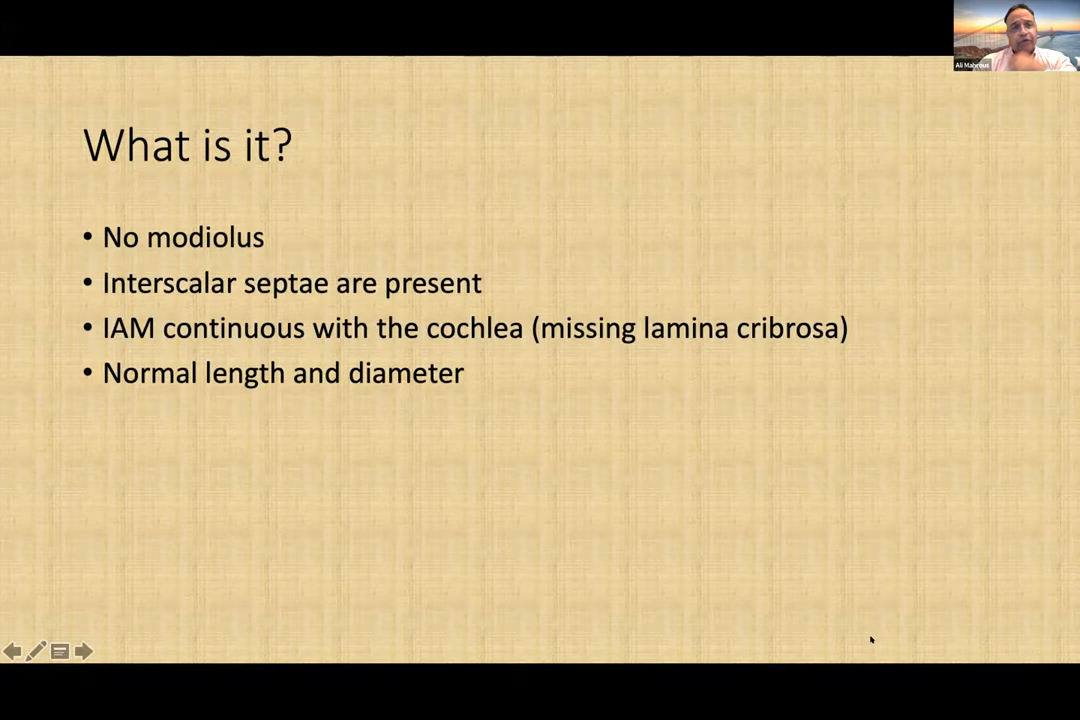 Ali Mahrous
What is it?
• No modiolus
• Interscalar septae are present
• IAM continuous with the cochlea (missing lamina cribrosa)
• Normal length and diameter